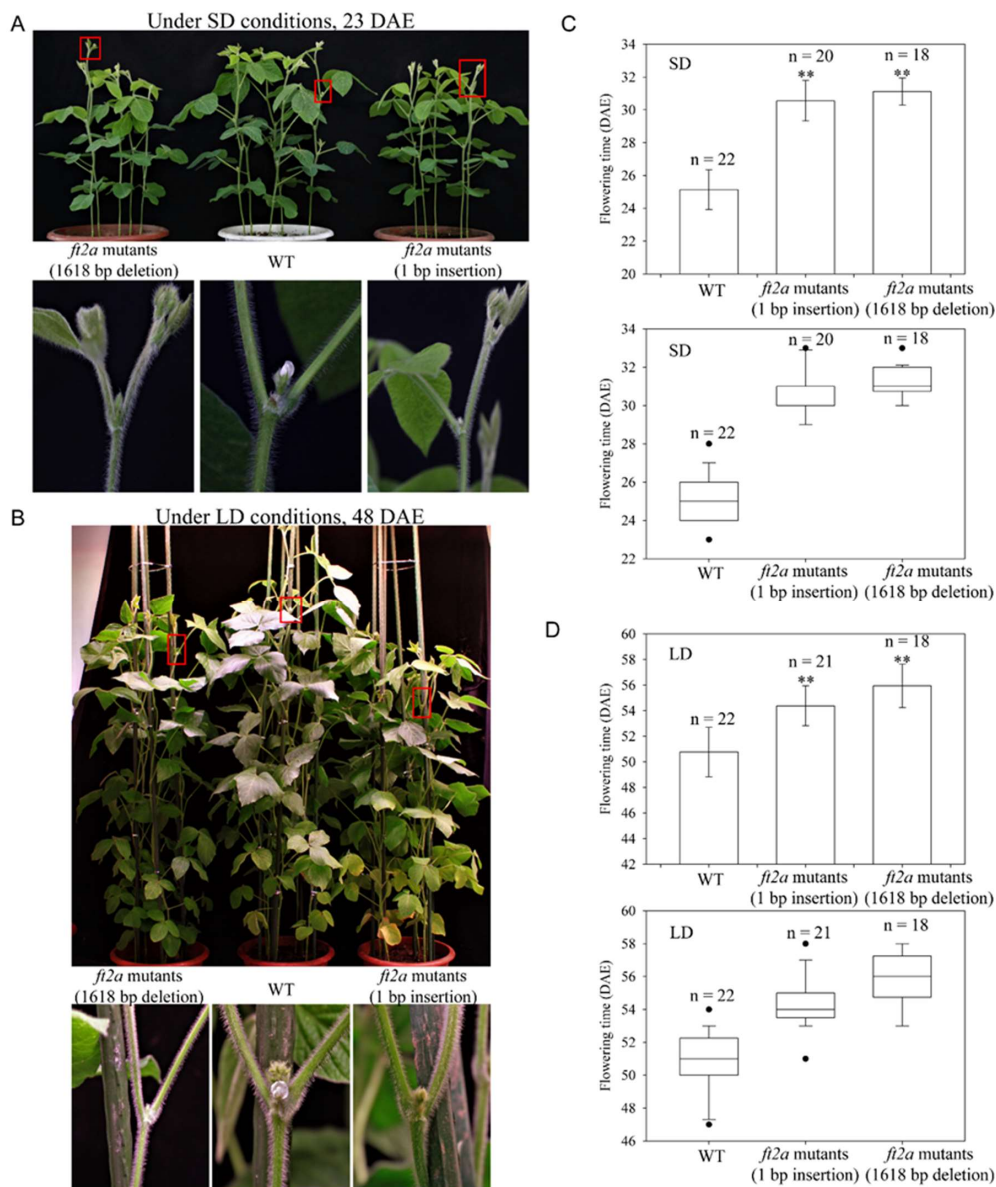 A
Under SD conditions, 23 DAE
ft2a mutants
(1618 bp deletion)
WT
ft2a mutants
(1 bp insertion)
B
Under LD conditions, 48 DAE
ft2a mutants
(1618 bp deletion)
WT
ft2a mutants
(1 bp insertion)
C
Flowering time (DAE)
34
32
30
28
26
24
22
20
SD
n = 22
n = 20
**
n = 18
**
WT
ft2a mutants
(1 bp insertion)
ft2a mutants
(1618 bp deletion)
Flowering time (DAE)
34
32
30
28
26
24
22
SD
n = 22
n = 20
n = 18
WT
ft2a mutants
(1 bp insertion)
ft2a mutants
(1618 bp deletion)
D
Flowering time (DAE)
60
58
56
54
52
50
48
46
44
42
LD
n = 22
n = 21
**
n = 18
**
WT
ft2a mutants
(1 bp insertion)
ft2a mutants
(1618 bp deletion)
Flowering time (DAE)
60
58
56
54
52
50
48
46
LD
n = 22
n = 21
n = 18
WT
ft2a mutants
(1 bp insertion)
ft2a mutants
(1618 bp deletion)